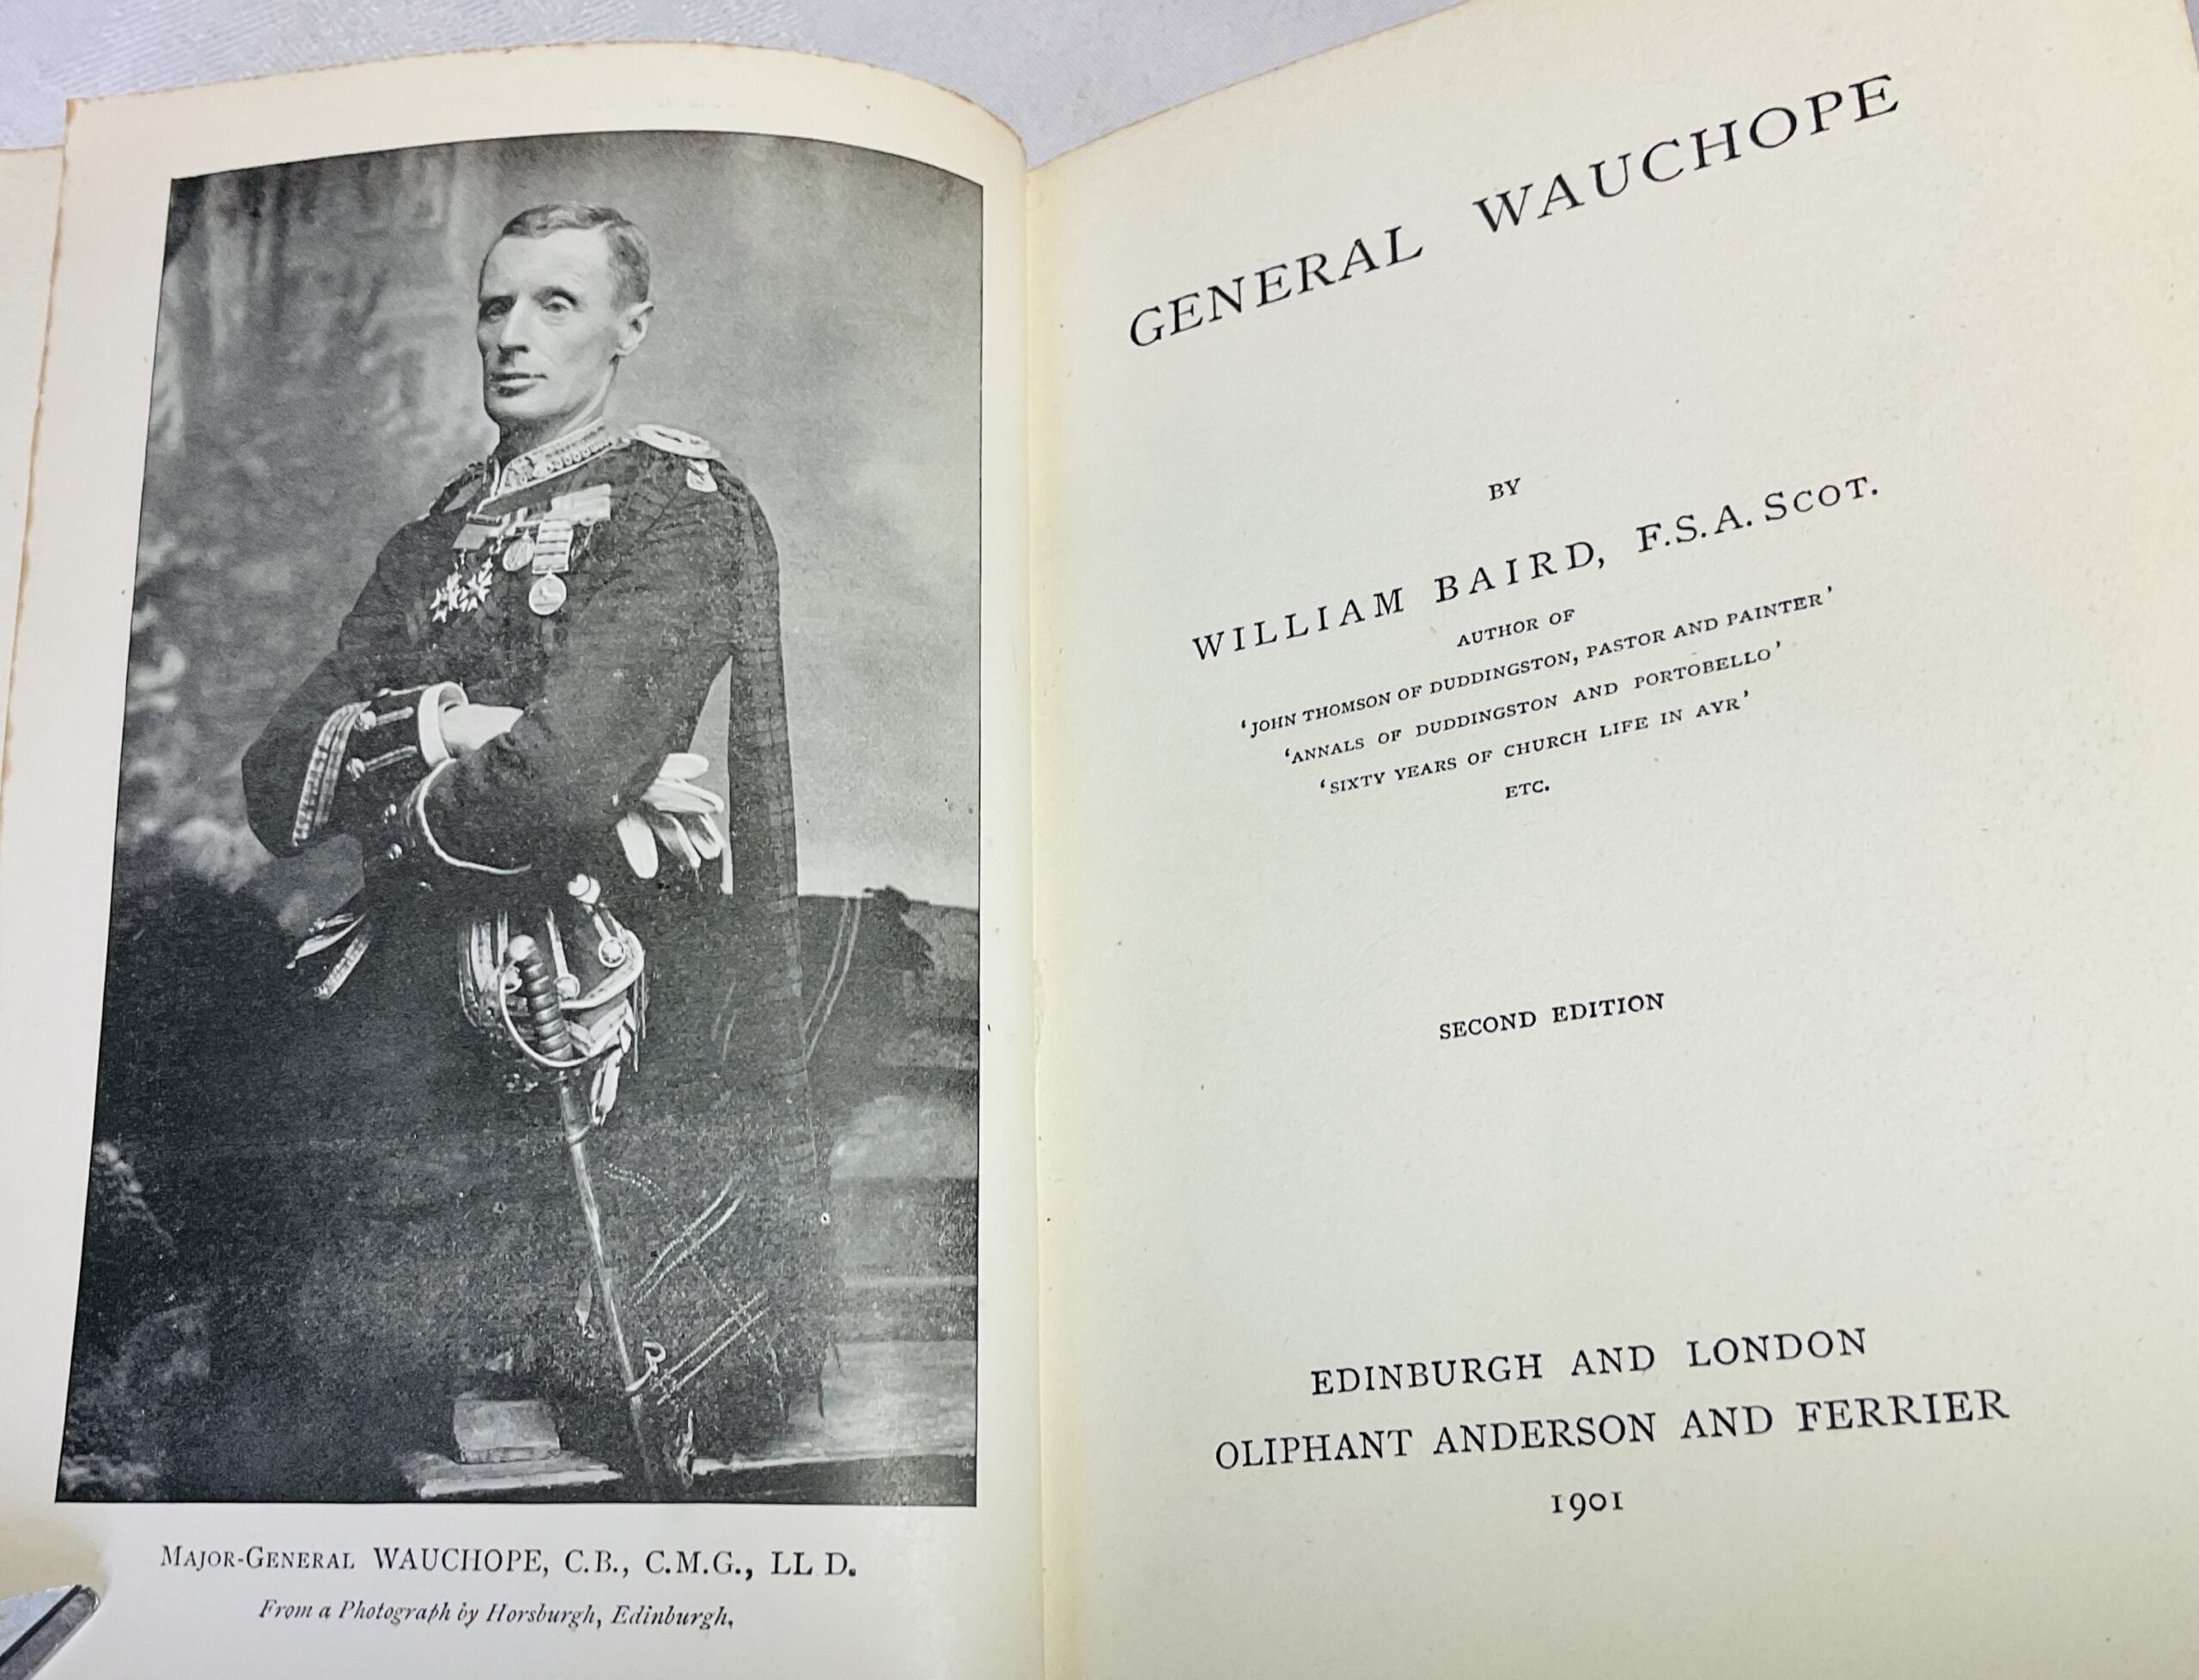 MAJOR-GENERAL WAUCHOPE, C.B., C.M.G., LL D.
From a Photograph by Horsburgh, Edinburgh.
GENERAL WAUCHOPE
BY
WILLIAM BAIRD, F.S.A. SCOT.
AUTHOR OF
'JOHN THOMSON OF DUDDINGSTON, PASTOR AND PAINTER'
'ANNALS OF DUDDINGSTON AND PORTOBELLO'
'SIXTY YEARS OF CHURCH LIFE IN AYR'
ETC.
SECOND EDITION
EDINBURGH AND LONDON
OLIPHANT ANDERSON AND FERRIER
1901